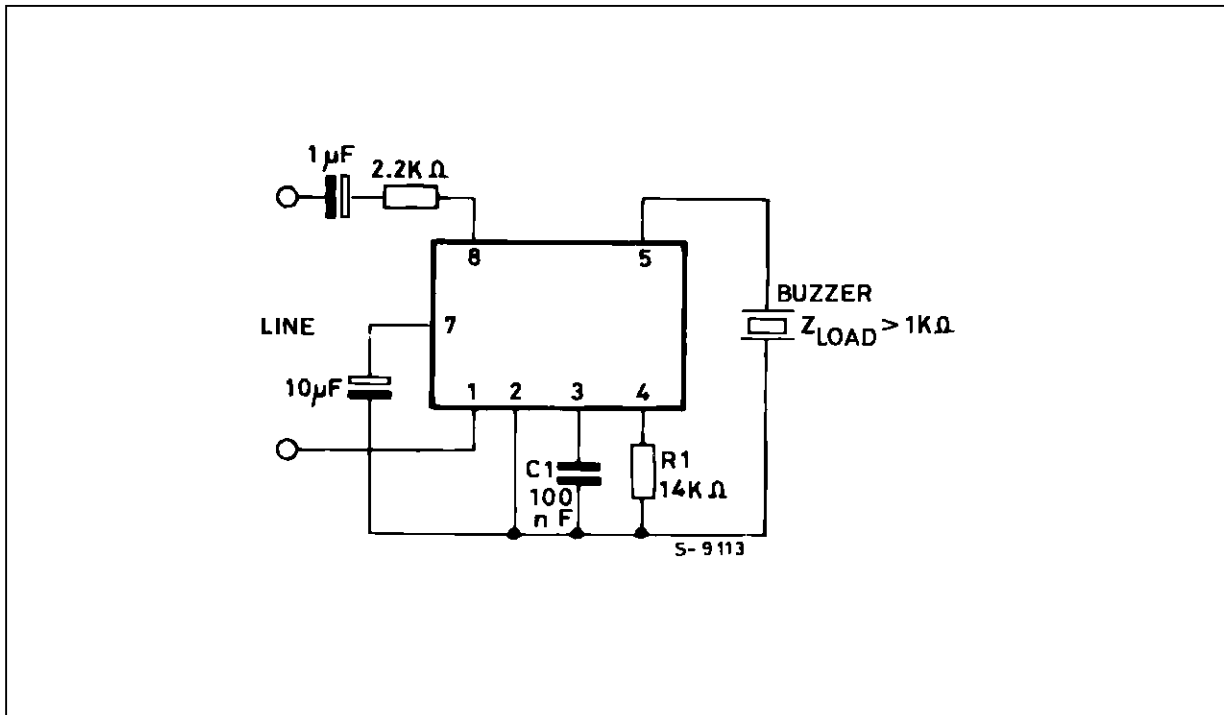 1µF
2.2KΩ
8
5
BUZZER
Z LOAD > 1KΩ
LINE
7
10µF
1 2 3 4
C1
100
nF
R1
14KΩ
S-9113